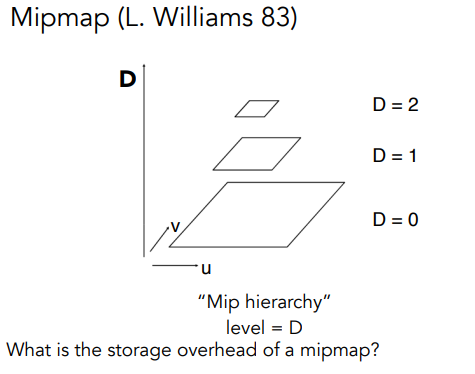 Mipmap (L. Williams 83)
D
D = 2
D = 1
D = 0
v
u
“Mip hierarchy”
level = D
What is the storage overhead of a mipmap?